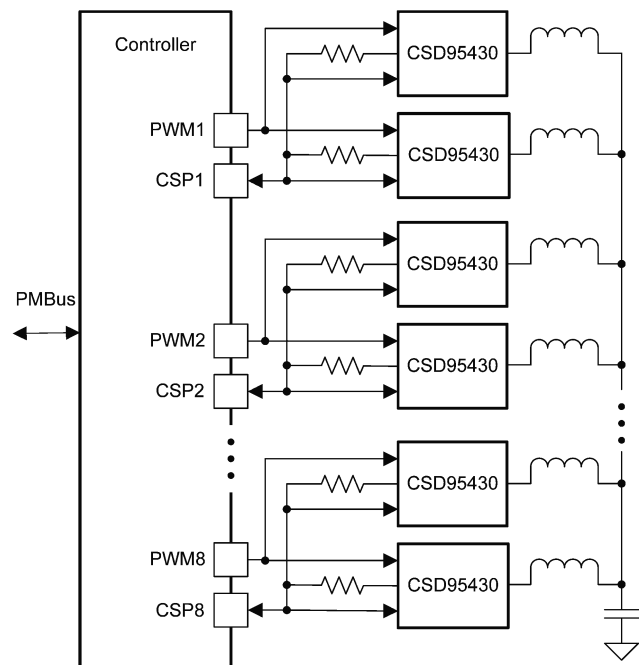 Controller
CSD95430
PWM1
CSD95430
CSP1
CSD95430
PMBus
PWM2
CSD95430
CSP2
CSD95430
PWM8
CSD95430
CSP8